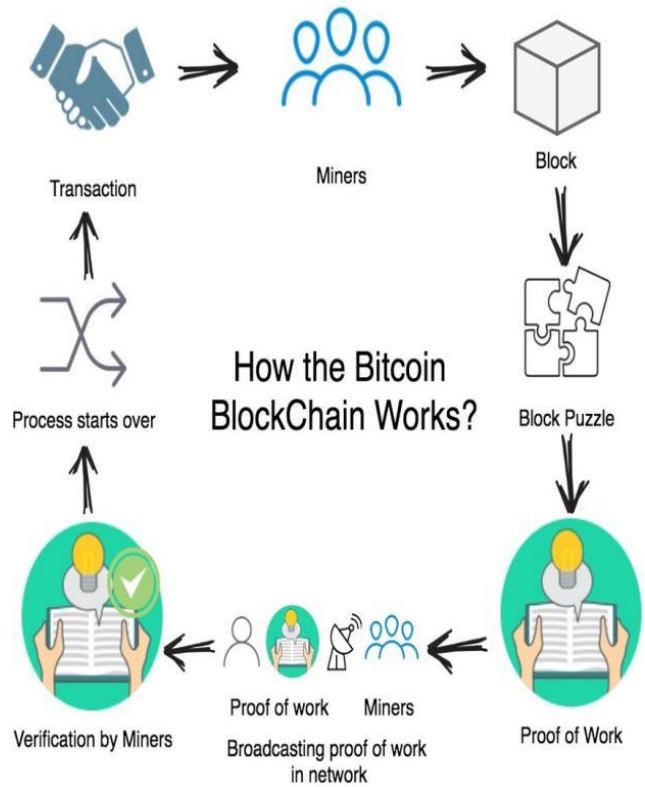 Transaction
Miners
Block
How the Bitcoin
BlockChain Works?
Process starts over
Block Puzzle
Verification by Miners
Proof of work
Miners
Broadcasting proof of work
in network
Proof of Work